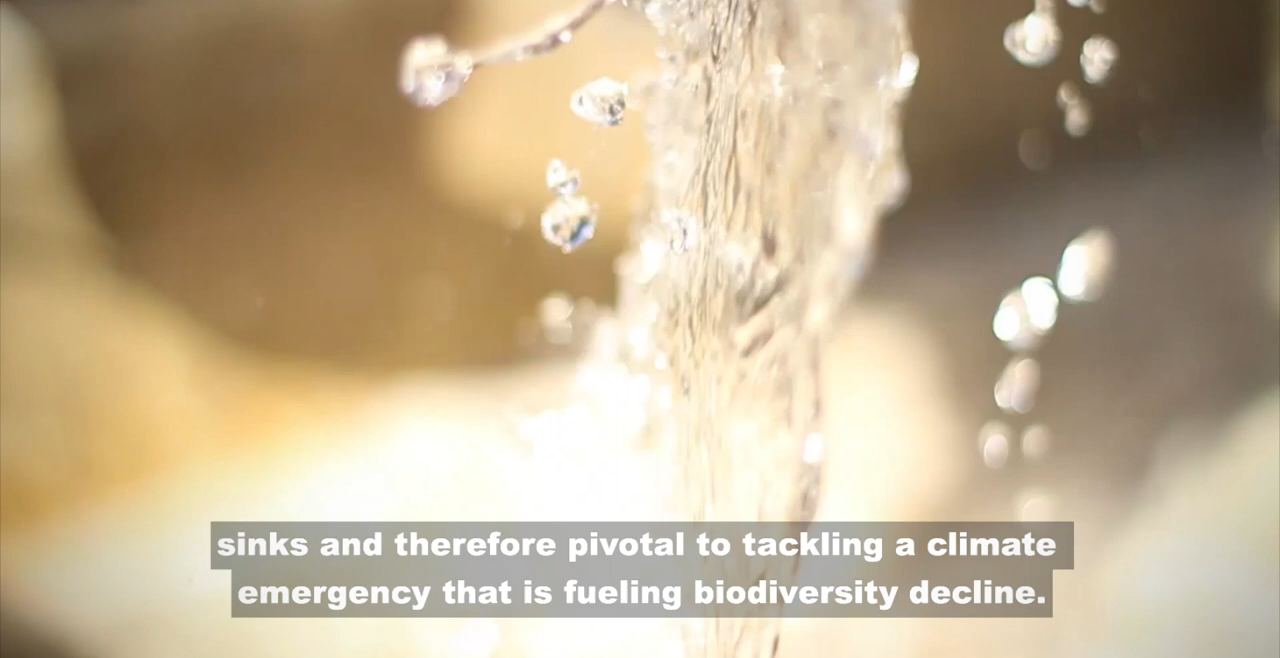 sinks and therefore pivotal to tackling a climate
emergency that is fueling biodiversity decline.